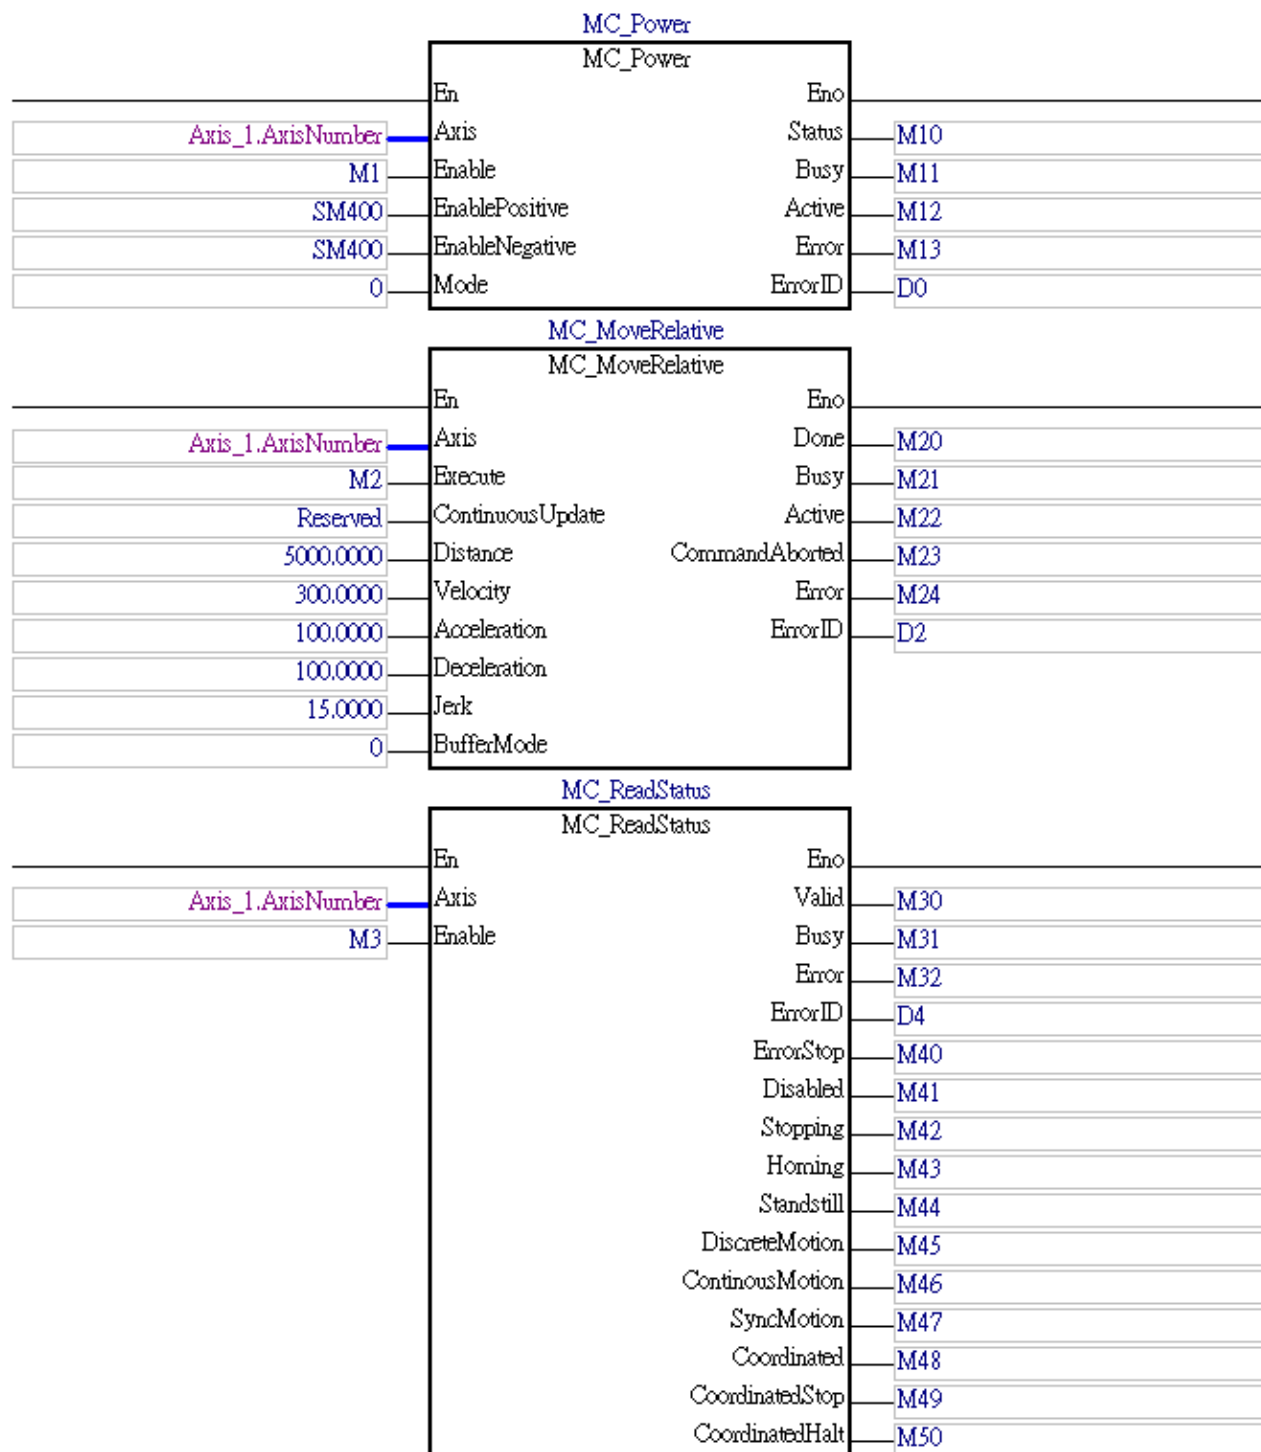 MC_Power
MC_Power
En Eno
Axis_1.AxisNumber Axis Status M10
M1 Enable Busy M11
SM400 EnablePositive Active M12
SM400 EnableNegative Error M13
0 Mode ErrorID D0
MC_MoveRelative
MC_MoveRelative
En Eno
Axis_1.AxisNumber Axis Done M20
M2 Execute Busy M21
Reserved ContinuousUpdate Active M22
5000.0000 Distance CommandAborted M23
300.0000 Velocity Error M24
100.0000 Acceleration ErrorID D2
100.0000 Deceleration
15.0000 Jerk
0 BufferMode
MC_ReadStatus
MC_ReadStatus
En Eno
Axis_1.AxisNumber Axis Valid M30
M3 Enable Busy M31
Error M32
ErrorID D4
ErrorStop M40
Disabled M41
Stopping M42
Homing M43
Standstill M44
DiscreteMotion M45
ContinousMotion M46
SyncMotion M47
Coordinated M48
CoordinatedStop M49
CoordinatedHalt M50